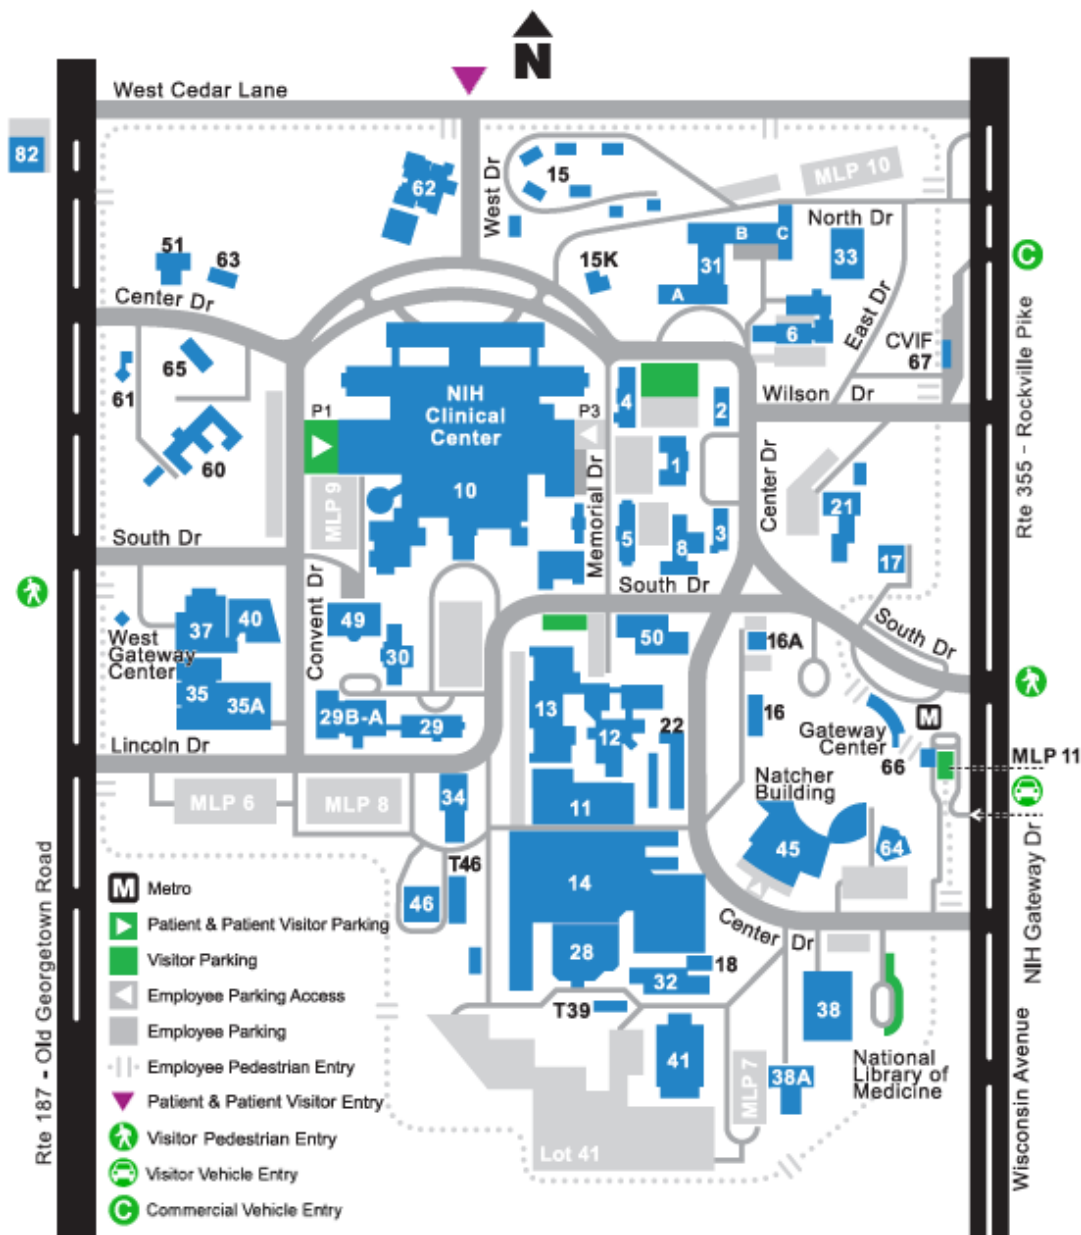 N
West Cedar Lane
82
62
West Dr
15
MLP 10
North Dr
B
C
31
33
A
51
63
15K
C
Center Dr
6
East Dr
CVIF
67
Rte 355 - Rockville Pike
65
61
NIH
Clinical
Center
P1
P3
4
2
Wilson Dr
60
10
MLP 9
Memorial Dr
1
Center Dr
21
5
8
3
17
South Dr
South Dr
South Dr
49
Convent Dr
30
37
40
West
Gateway
Center
35
35A
50
16A
16
13
12
22
29B-A
29
M
Gateway
Center
66
MLP 11
Lincoln Dr
Natcher
Building
MLP 6
MLP 8
34
11
45
64
NIH Gateway Dr
T46
46
14
Center Dr
28
18
32
T39
38
41
MLP 7
38A
National
Library of
Medicine
Lot 41
Rte 187 - Old Georgetown Road
Wisconsin Avenue
M Metro
Patient & Patient Visitor Parking
Visitor Parking
Employee Parking Access
Employee Parking
Employee Pedestrian Entry
Patient & Patient Visitor Entry
Visitor Pedestrian Entry
Visitor Vehicle Entry
C Commercial Vehicle Entry